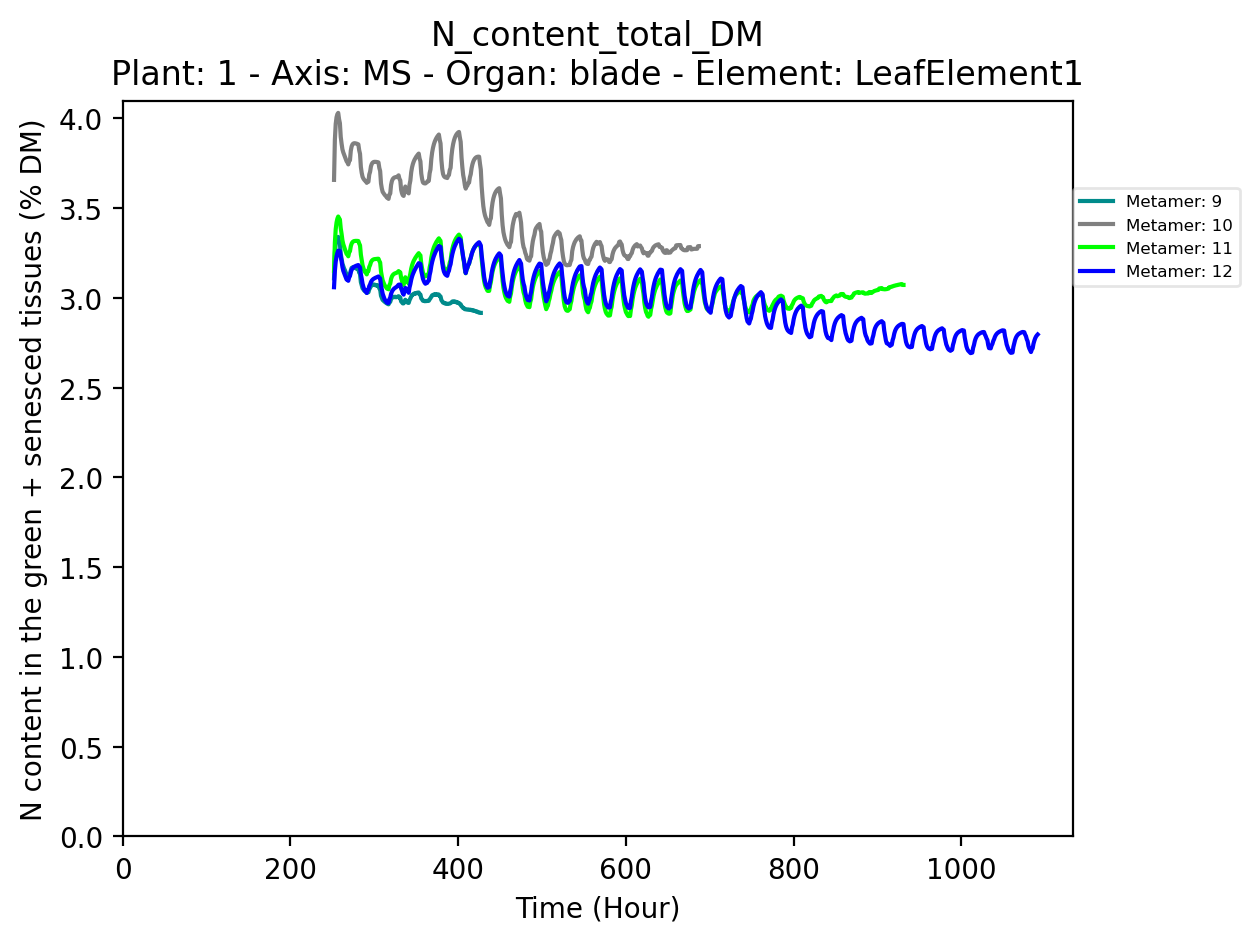 N_content_total_DM
Plant: 1 - Axis: MS - Organ: blade - Element: LeafElement1
N content in the green + senesced tissues (% DM)
4.0
3.5
3.0
2.5
2.0
1.5
1.0
0.5
0.0
0 200 400 600 800 1000
Time (Hour)
Metamer: 9
Metamer: 10
Metamer: 11
Metamer: 12